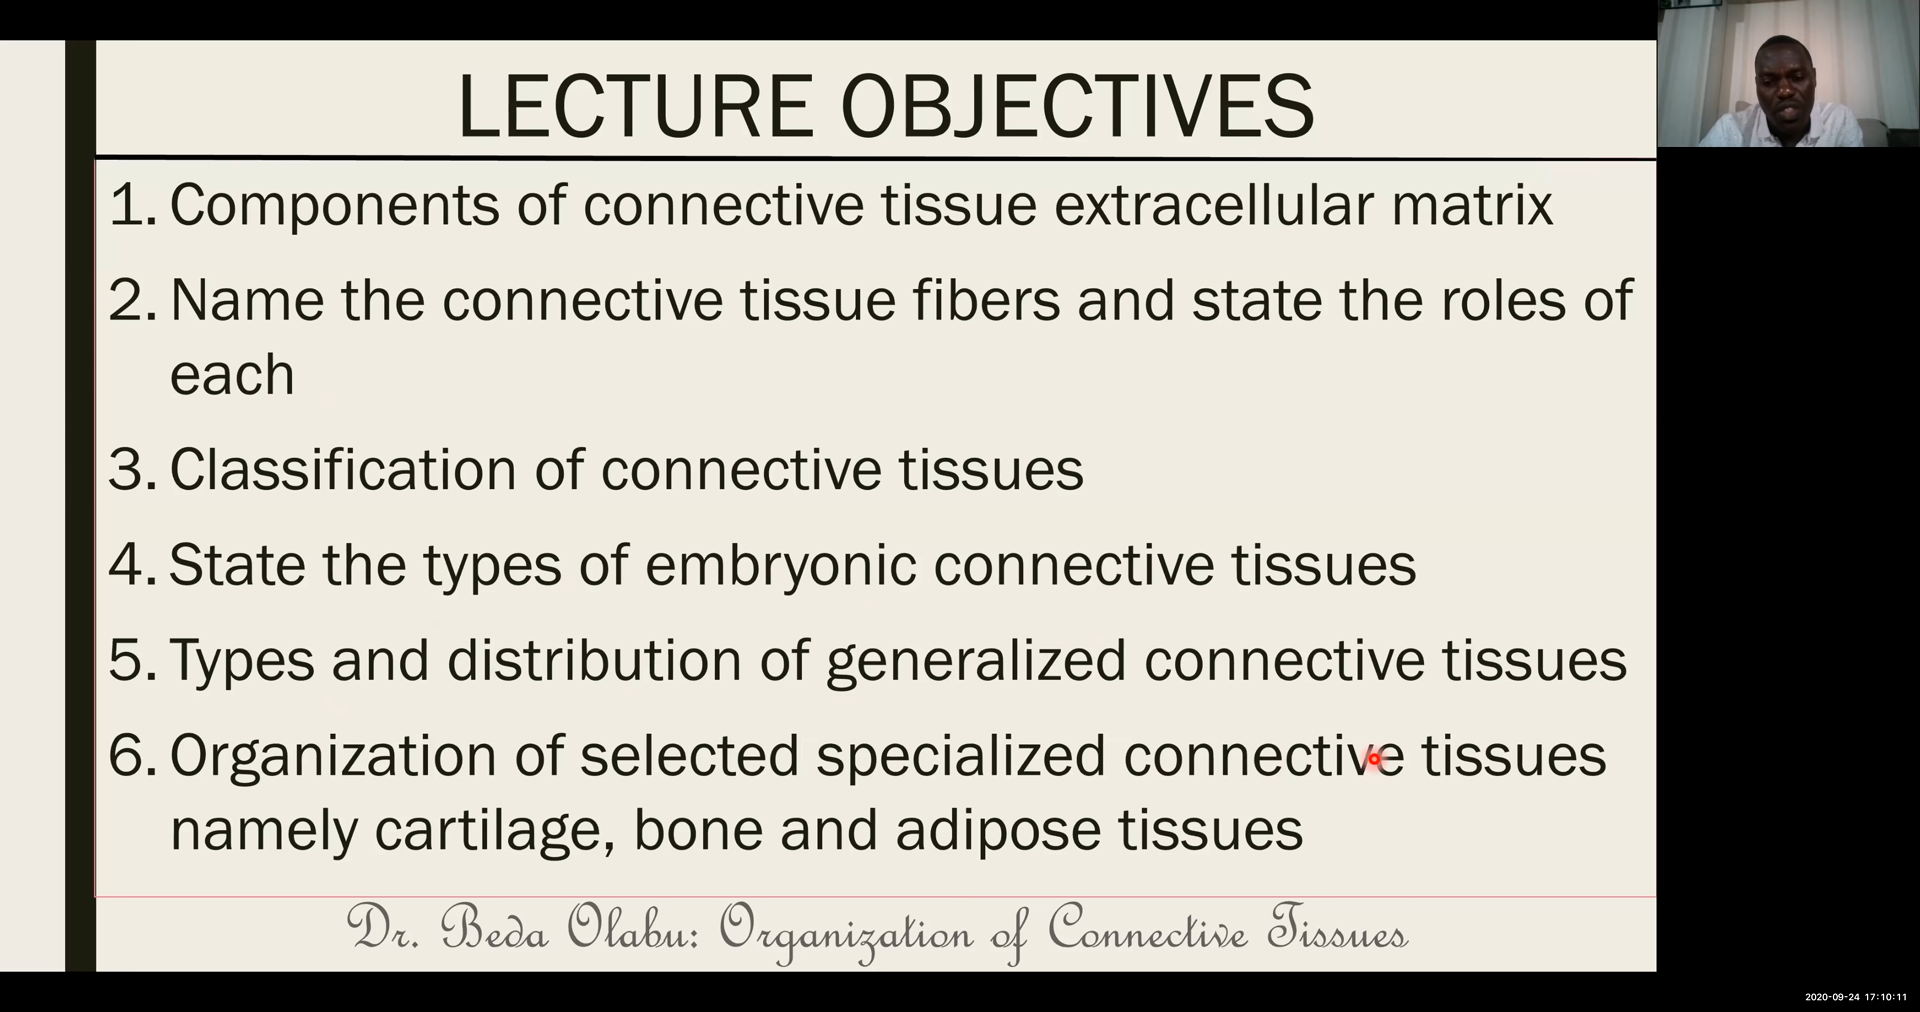 LECTURE OBJECTIVES
1. Components of connective tissue extracellular matrix
2. Name the connective tissue fibers and state the roles of
each
3. Classification of connective tissues
4. State the types of embryonic connective tissues
5. Types and distribution of generalized connective tissues
6. Organization of selected specialized connective tissues
namely cartilage, bone and adipose tissues
Dr. Beda Olabu: Organization of Connective Tissues
2020-09-24 17:10:11